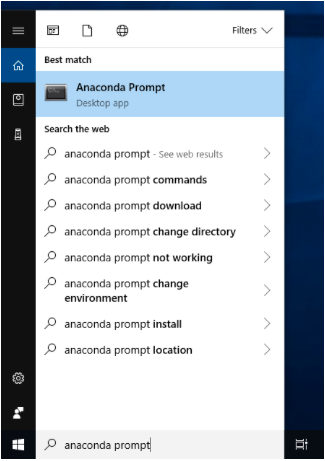 Filters
Best match
Anaconda Prompt
Desktop app
Search the web
anaconda prompt - See web results
anaconda prompt commands
anaconda prompt download
anaconda prompt change directory
anaconda prompt not working
anaconda prompt change
environment
anaconda prompt install
anaconda prompt location
anaconda prompt